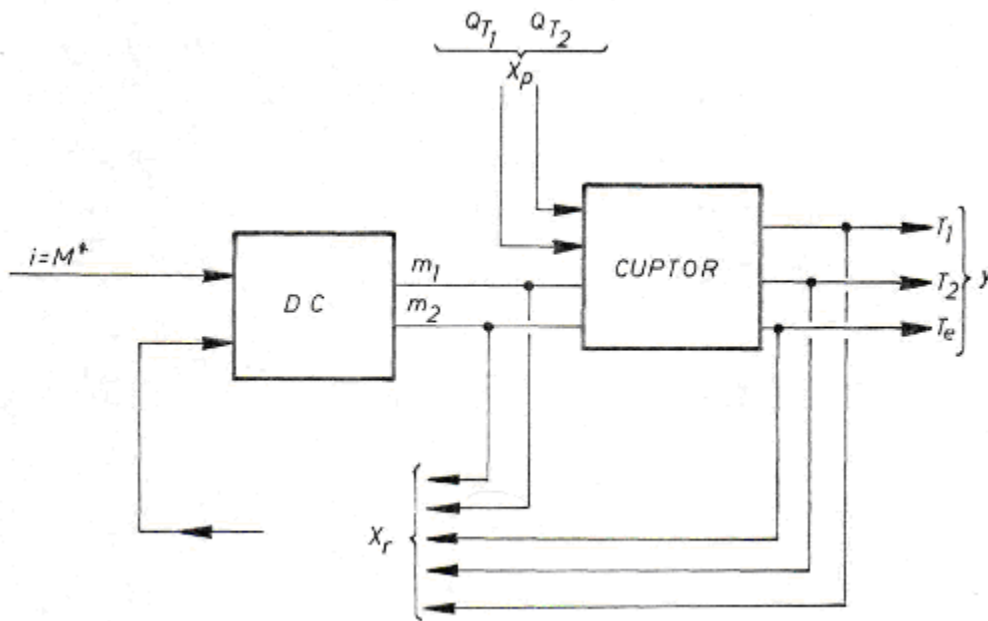 Q_T1 Q_T2
X_p
T_1
i=M*
m_1
CUPTOR
T_2
y
D C
m_2
T_e
X_r